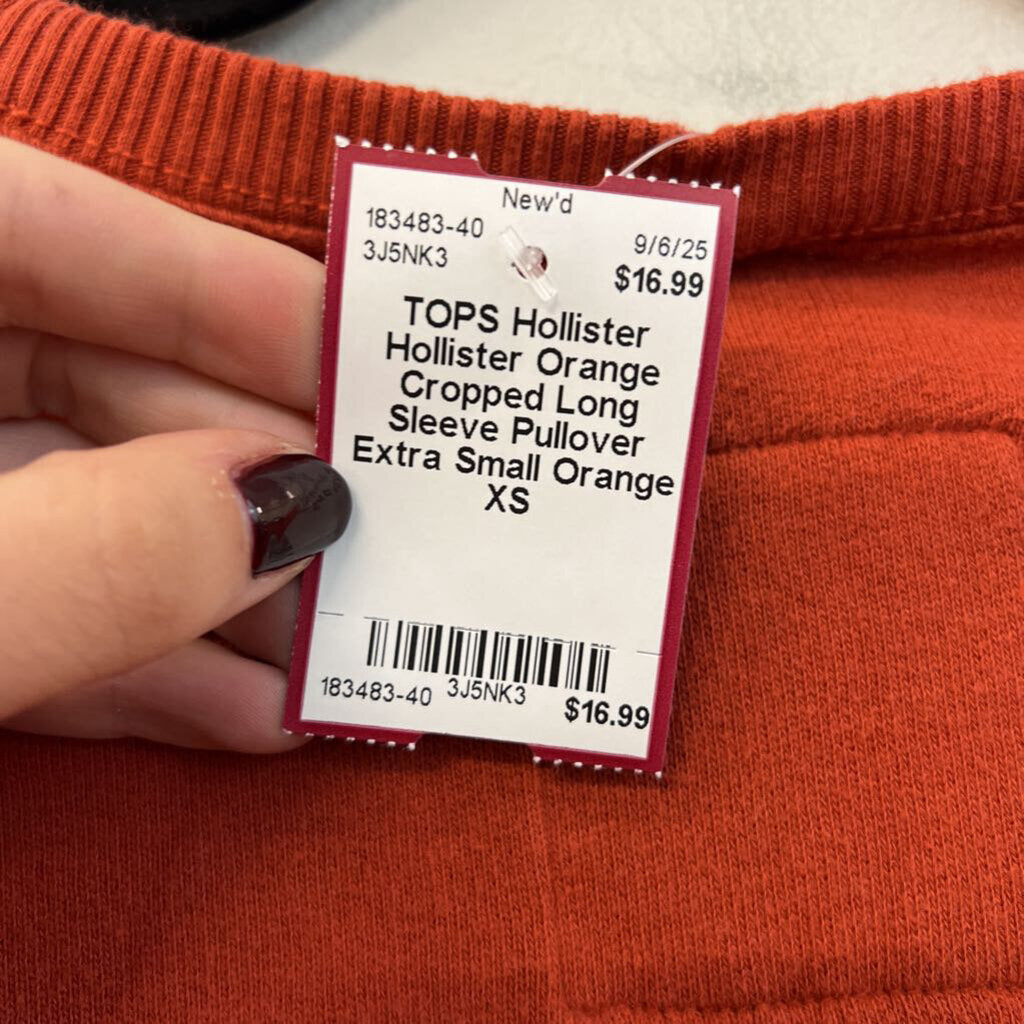 New'd
183483-40
3J5NK3
9/6/25
$16.99
TOPS Hollister
Hollister Orange
Cropped Long
Sleeve Pullover
Extra Small Orange
XS
183483-40 3J5NK3 $16.99